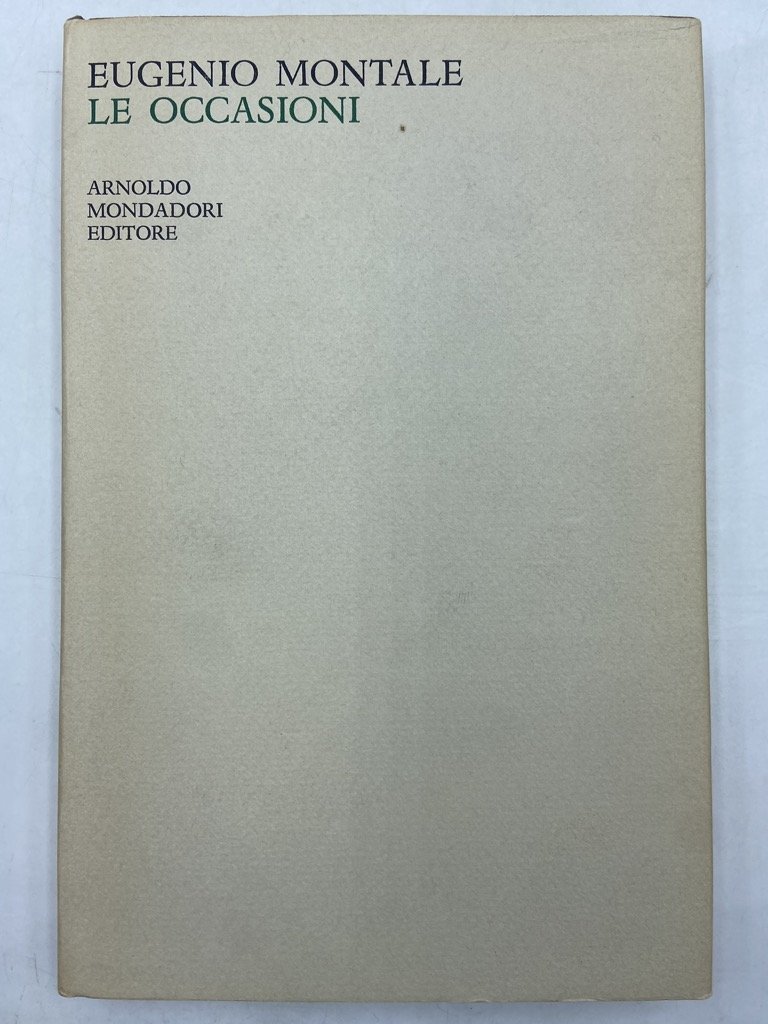 EUGENIO MONTALE
LE OCCASIONI
ARNOLDO
MONDADORI
EDITORE